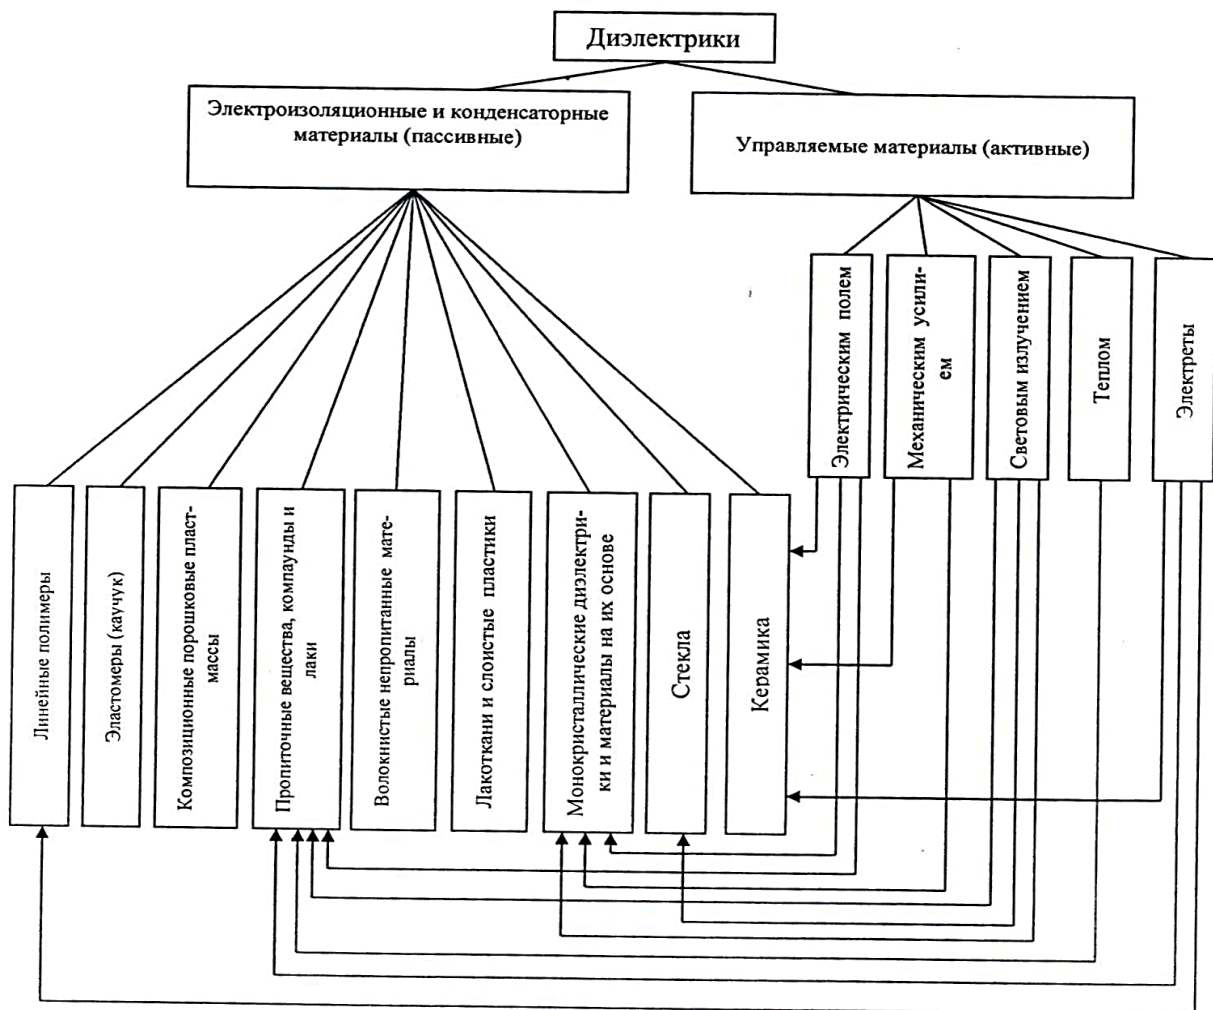 Диэлектрики
Электроизоляционные и конденсаторные
материалы (пассивные)
Управляемые материалы (активные)
Электрическим полем
Механическим усили-
ем
Световым излучением
Теплом
Электреты
Линейные полимеры
Эластомеры (каучук)
Композиционные порошковые пласт-
массы
Пропиточные вещества, компаунды и
лаки
Волокнистые непропитанные мате-
риалы
Лакоткани и слоистые пластики
Монокристаллические диэлектри-
ки и материалы на их основе
Стекла
Керамика